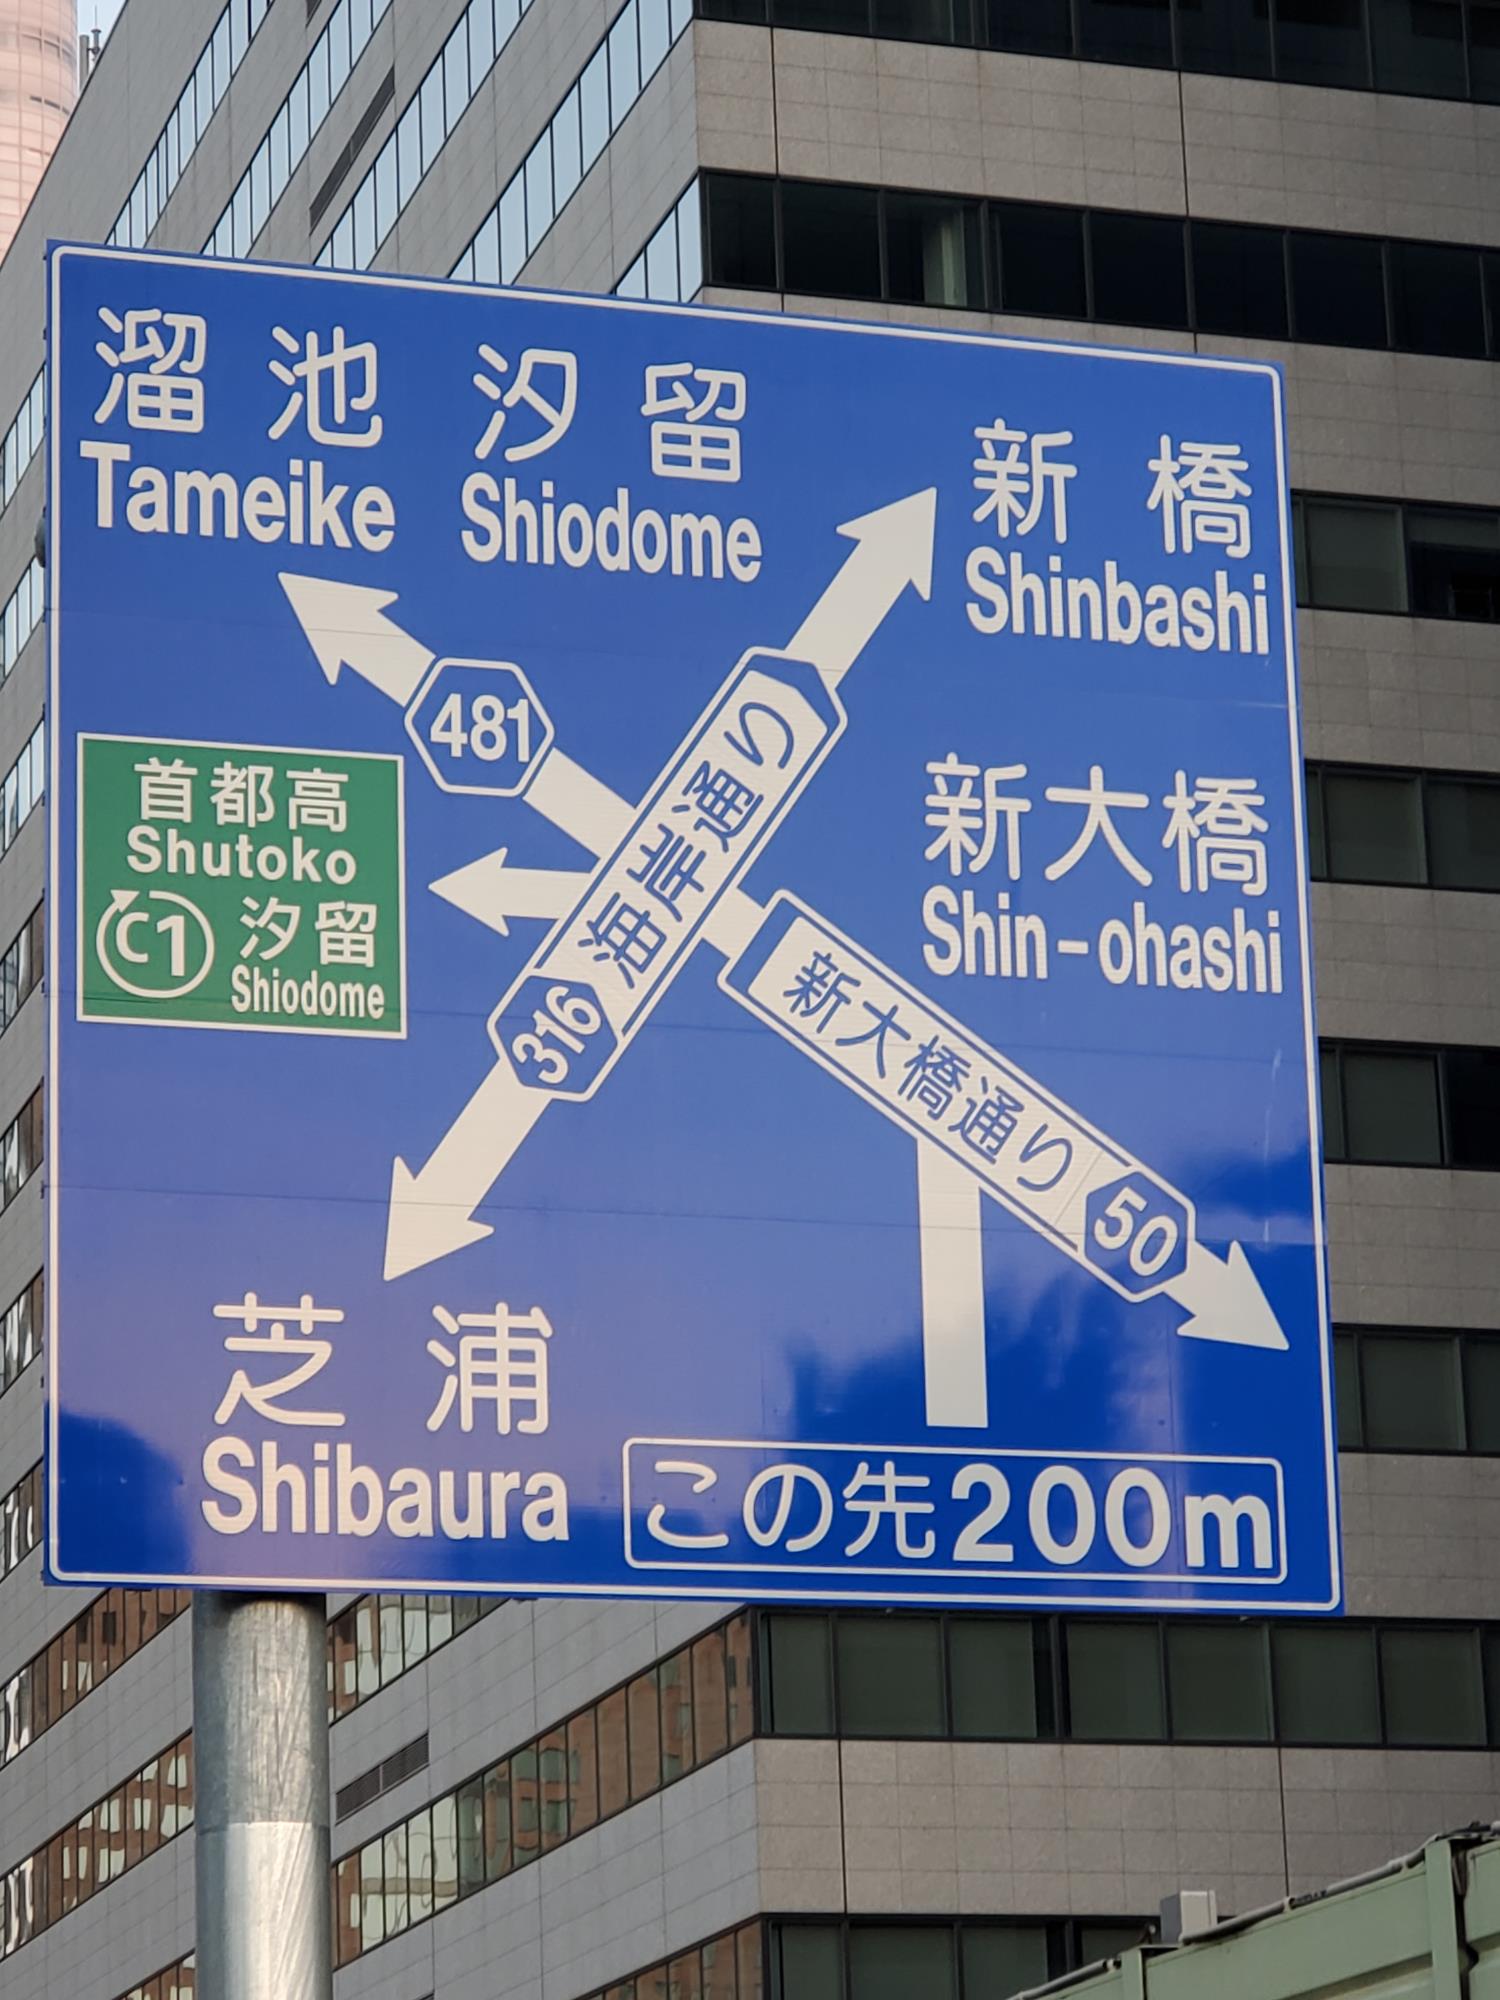 溜池 汐留
Tameike Shiodome
新橋
Shinbashi
481
海岸通り
316
首都高
Shutoko
C1 汐留
Shiodome
新大橋
Shin-ohashi
新大橋通り
50
芝浦
Shibaura
この先200m